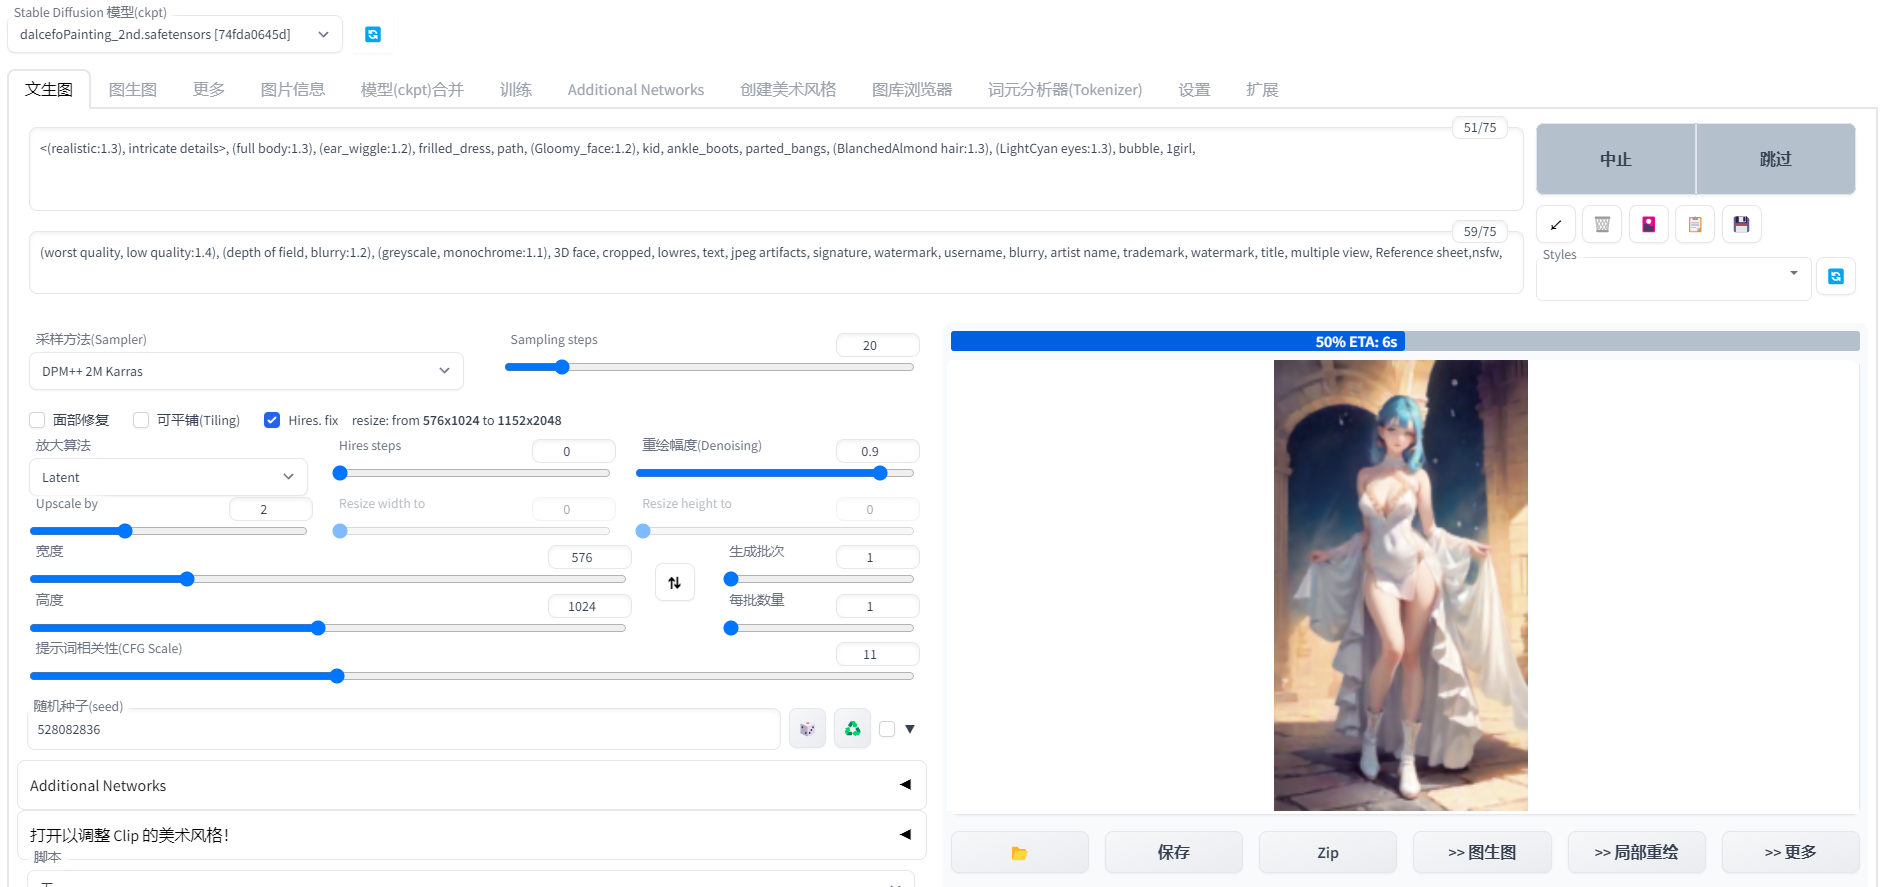 Stable Diffusion 模型(ckpt)
dalcefoPainting_2nd.safetensors [74fda0645d]
文生图 图生图 更多 图片信息 模型(ckpt)合并 训练 Additional Networks 创建美术风格 图库浏览器 词元分析器(Tokenizer) 设置 扩展
51/75
<(realistic:1.3), intricate details>, (full body:1.3), (ear_wiggle:1.2), frilled_dress, path, (Gloomy_face:1.2), kid, ankle_boots, parted_bangs, (BlanchedAlmond hair:1.3), (LightCyan eyes:1.3), bubble, 1girl,
中止 跳过
59/75
(worst quality, low quality:1.4), (depth of field, blurry:1.2), (greyscale, monochrome:1.1), 3D face, cropped, lowres, text, jpeg artifacts, signature, watermark, username, blurry, artist name, trademark, watermark, title, multiple view, Reference sheet,nsfw,
Styles
采样方法(Sampler)
DPM++ 2M Karras
Sampling steps 20
面部修复 可平铺(Tiling) Hires. fix resize: from 576x1024 to 1152x2048
放大算法
Latent
Hires steps 0
重绘幅度(Denoising) 0.9
Upscale by 2
Resize width to 0
Resize height to 0
宽度 576
生成批次 1
高度 1024
每批数量 1
提示词相关性(CFG Scale) 11
随机种子(seed)
528082836
▼
Additional Networks ◀
打开以调整 Clip 的美术风格! ◀
脚本
无
50% ETA: 6s
保存 Zip >> 图生图 >> 局部重绘 >> 更多